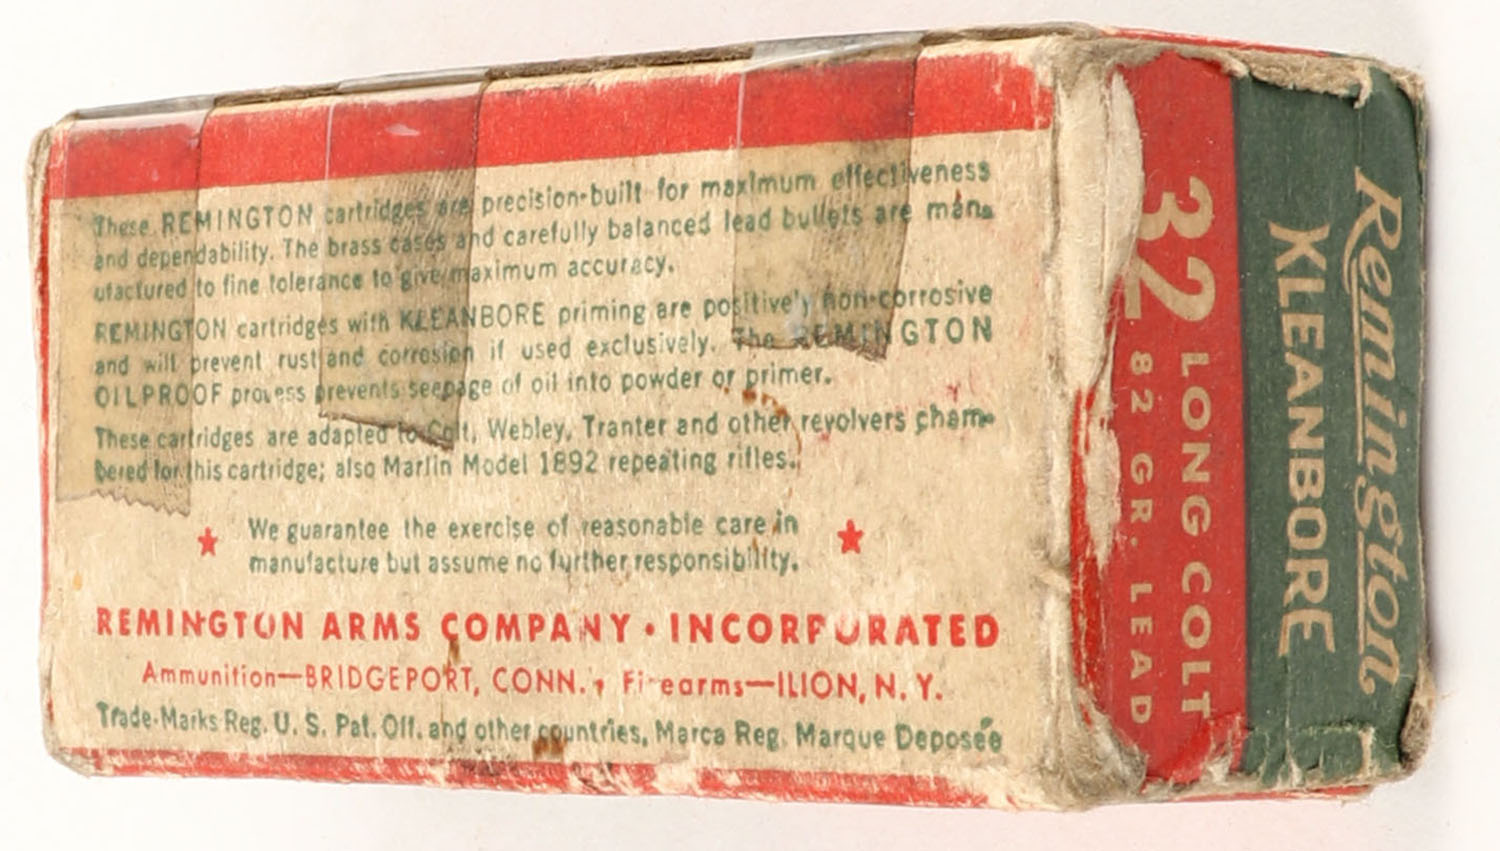 These REMINGTON cartridges are precision-built for maximum effectiveness
and dependability. The brass cases and carefully balanced lead bullets are man-
ufactured to fine tolerance to give maximum accuracy.
REMINGTON cartridges with KLEANBORE priming are positively non-corrosive
and will prevent rust and corrosion if used exclusively. The REMINGTON
OILPROOF process prevents seepage of oil into powder or primer.
These cartridges are adapted to Colt, Webley, Tranter and other revolvers cham-
bered for this cartridge; also Marlin Model 1892 repeating rifles.
We guarantee the exercise of reasonable care in
manufacture but assume no further responsibility.
REMINGTON ARMS COMPANY • INCORPORATED
Ammunition—BRIDGEPORT, CONN., Firearms—ILION, N. Y.
Trade-Marks Reg. U. S. Pat. Off. and other countries, Marca Reg. Marque Deposée
Remington
KLEANBORE
32 LONG COLT
82 GR. LEAD